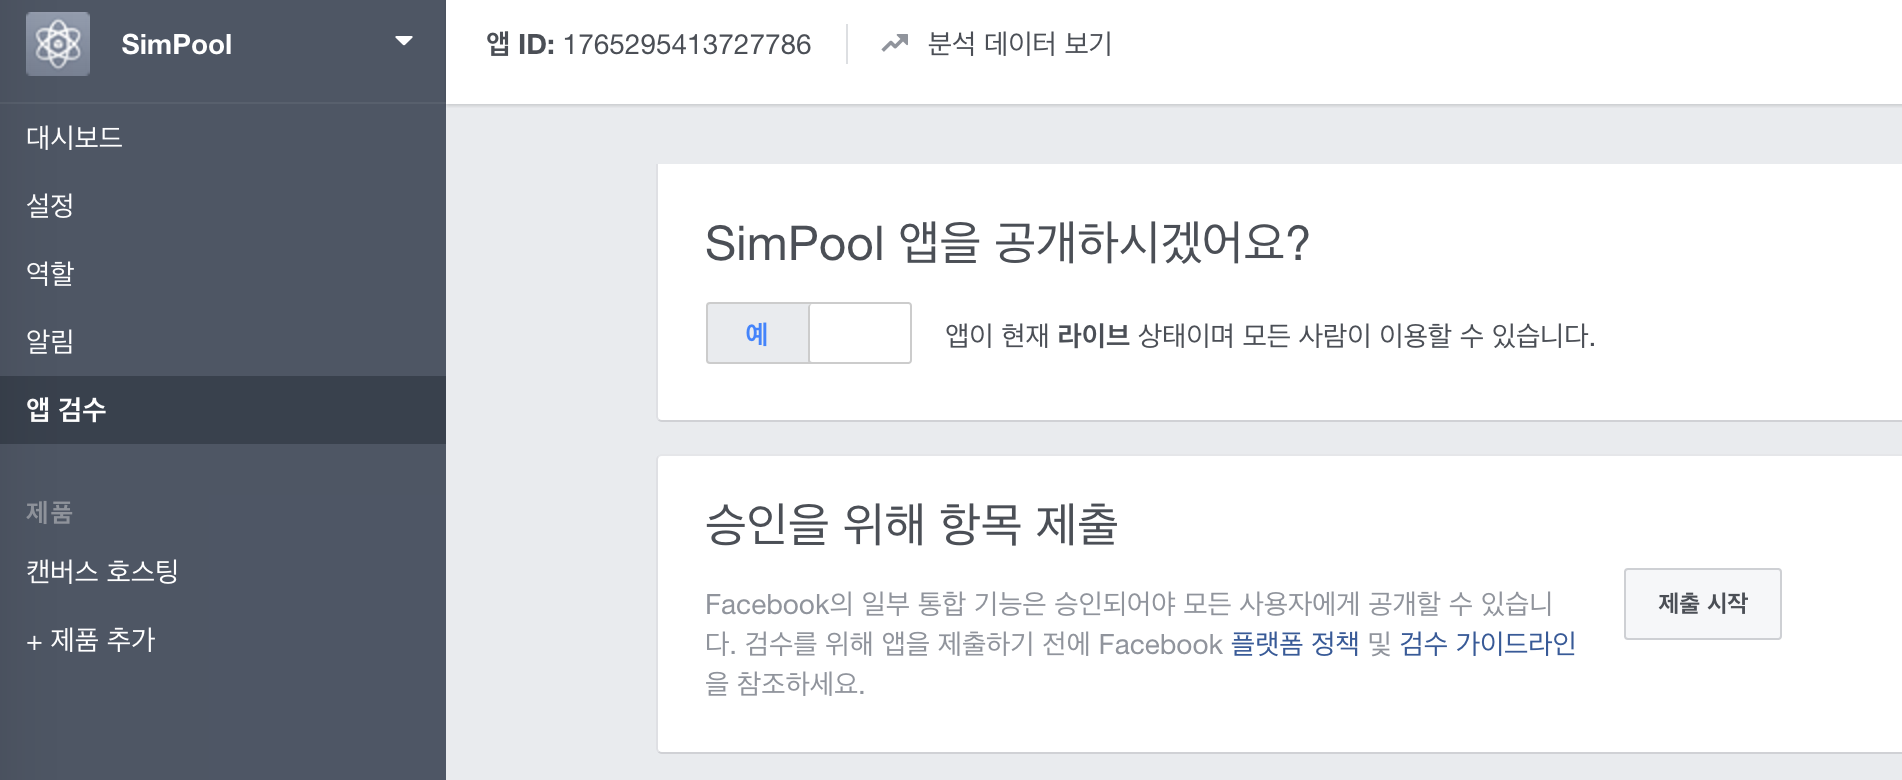 SimPool
앱 ID: 1765295413727786
분석 데이터 보기
대시보드
설정
역할
알림
앱 검수
제품
캔버스 호스팅
+ 제품 추가
SimPool 앱을 공개하시겠어요?
예
앱이 현재 라이브 상태이며 모든 사람이 이용할 수 있습니다.
승인을 위해 항목 제출
Facebook의 일부 통합 기능은 승인되어야 모든 사용자에게 공개할 수 있습니
다. 검수를 위해 앱을 제출하기 전에 Facebook 플랫폼 정책 및 검수 가이드라인
을 참조하세요.
제출 시작